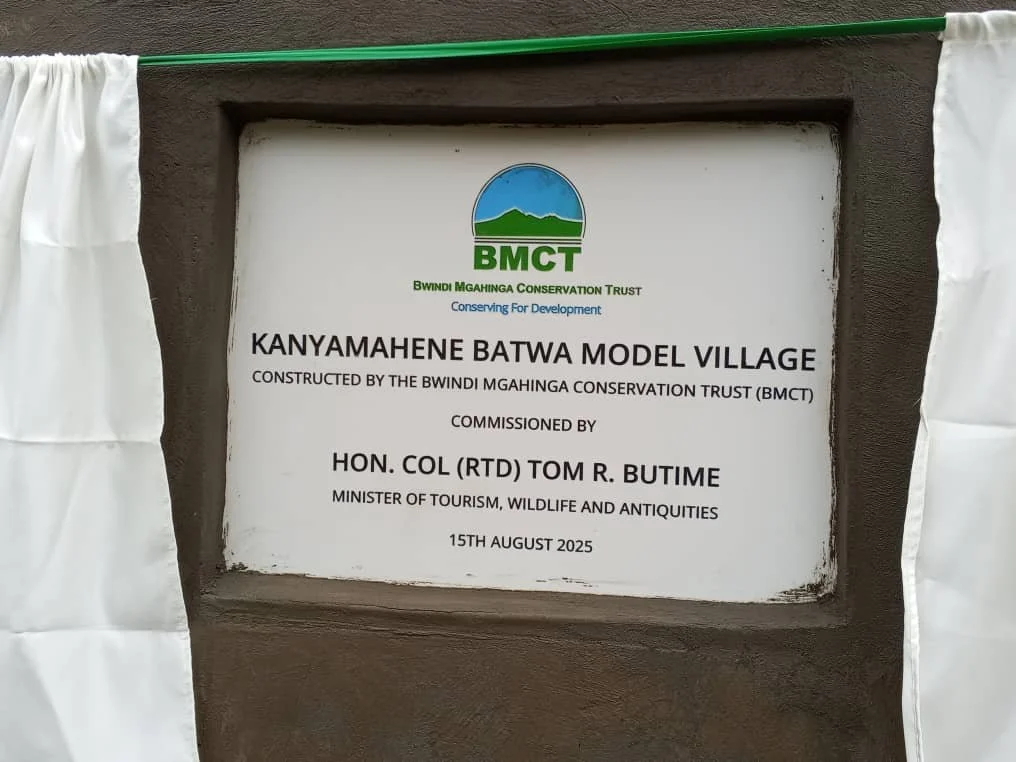 BMCT
Bwindi Mgahinga Conservation Trust
Conserving For Development
KANYAMAHENE BATWA MODEL VILLAGE
CONSTRUCTED BY THE BWINDI MGAHINGA CONSERVATION TRUST (BMCT)
COMMISSIONED BY
HON. COL (RTD) TOM R. BUTIME
MINISTER OF TOURISM, WILDLIFE AND ANTIQUITIES
15TH AUGUST 2025